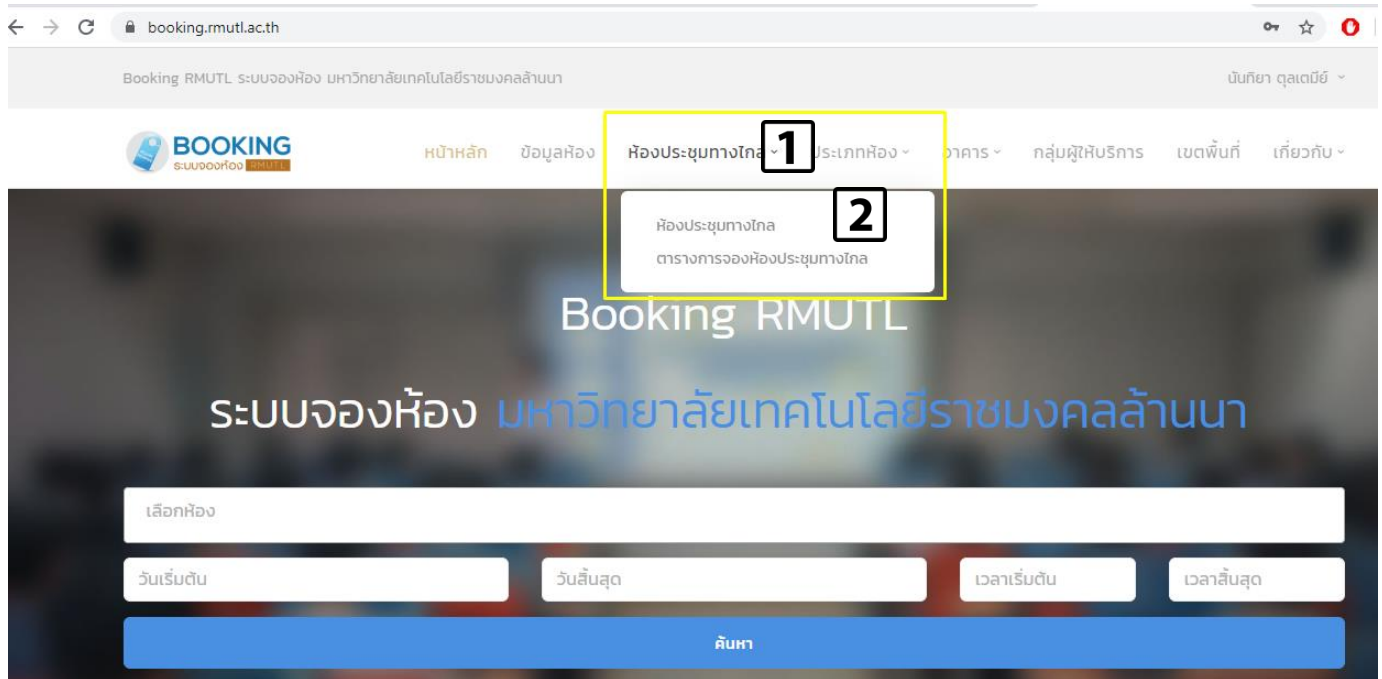 booking.rmutl.ac.th
Booking RMUTL ระบบจองห้อง มหาวิทยาลัยเทคโนโลยีราชมงคลล้านนา
นันทิยา ตุลเตมีย์
BOOKING
ระบบจองห้อง RMUTL
หน้าหลัก ข้อมูลห้อง ห้องประชุมทางไกล 1 ประเภทห้อง อาคาร กลุ่มผู้ให้บริการ เขตพื้นที่ เกี่ยวกับ
ห้องประชุมทางไกล 2
ตารางการจองห้องประชุมทางไกล
Booking RMUTL
ระบบจองห้อง มหาวิทยาลัยเทคโนโลยีราชมงคลล้านนา
เลือกห้อง
วันเริ่มต้น วันสิ้นสุด เวลาเริ่มต้น เวลาสิ้นสุด
ค้นหา